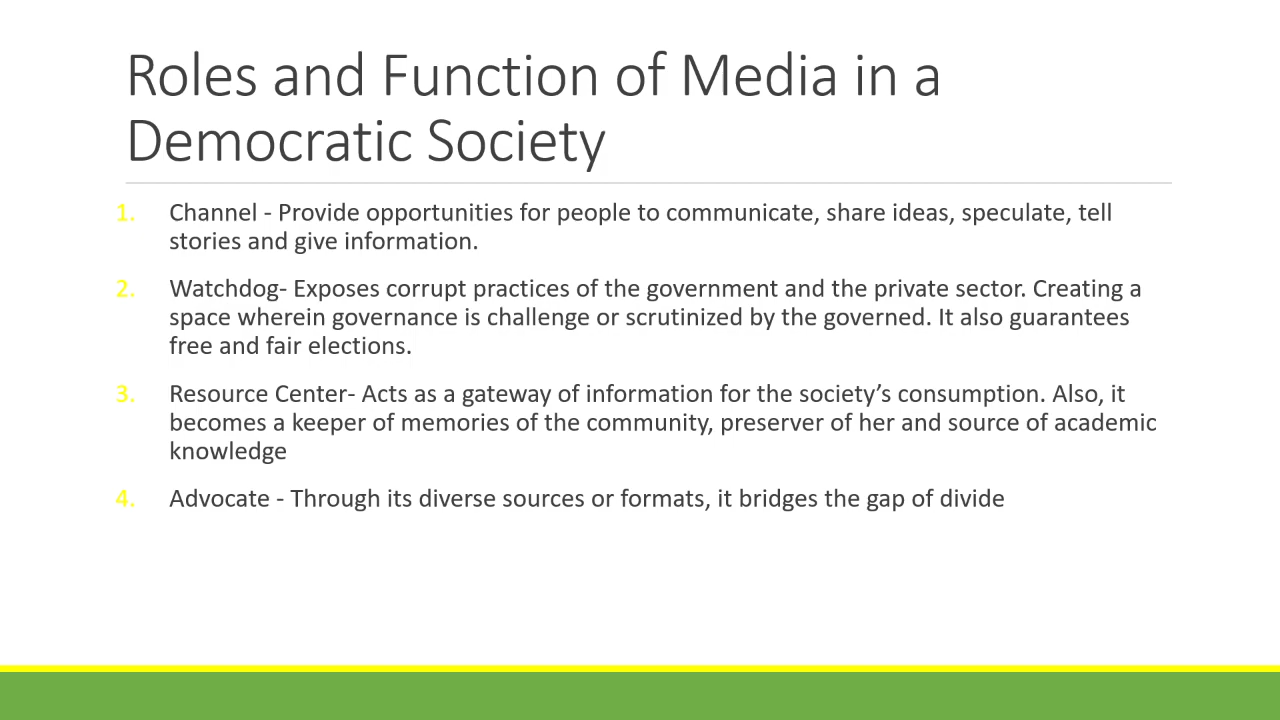 Roles and Function of Media in a
Democratic Society
1. Channel - Provide opportunities for people to communicate, share ideas, speculate, tell
stories and give information.
2. Watchdog- Exposes corrupt practices of the government and the private sector. Creating a
space wherein governance is challenge or scrutinized by the governed. It also guarantees
free and fair elections.
3. Resource Center- Acts as a gateway of information for the society’s consumption. Also, it
becomes a keeper of memories of the community, preserver of her and source of academic
knowledge
4. Advocate - Through its diverse sources or formats, it bridges the gap of divide